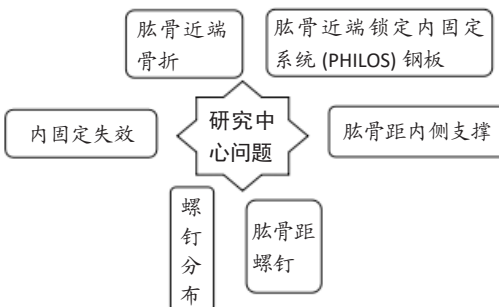 肱骨近端
骨折
肱骨近端锁定内固定
系统 (PHILOS) 钢板
内固定失效
研究中
心问题
肱骨距内侧支撑
螺
钉
分
布
肱骨距
螺钉